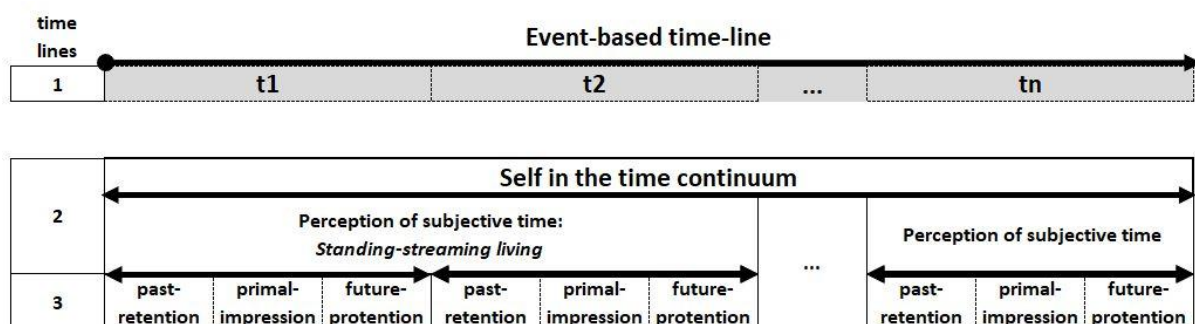 time
lines
Event-based time-line
1 t1 t2 ... tn
Self in the time continuum
2
Perception of subjective time:
Standing-streaming living
...
Perception of subjective time
3
past-
retention
primal-
impression
future-
protention
past-
retention
primal-
impression
future-
protention
past-
retention
primal-
impression
future-
protention